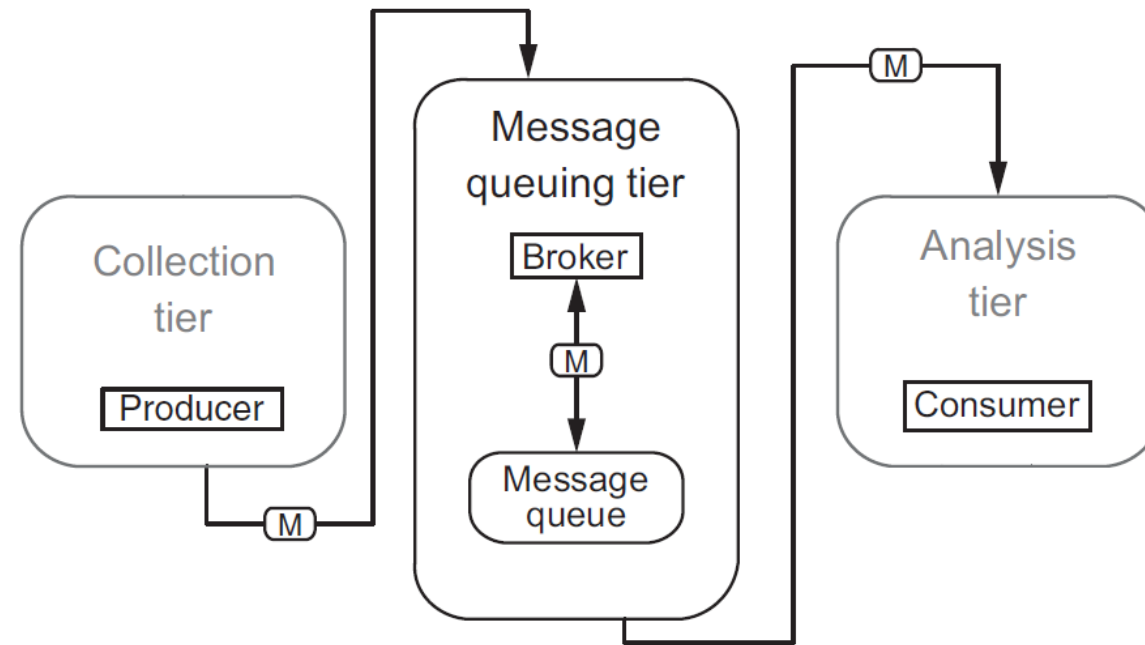 Collection
tier
Producer
M
Message
queuing tier
Broker
M
Message
queue
M
Analysis
tier
Consumer